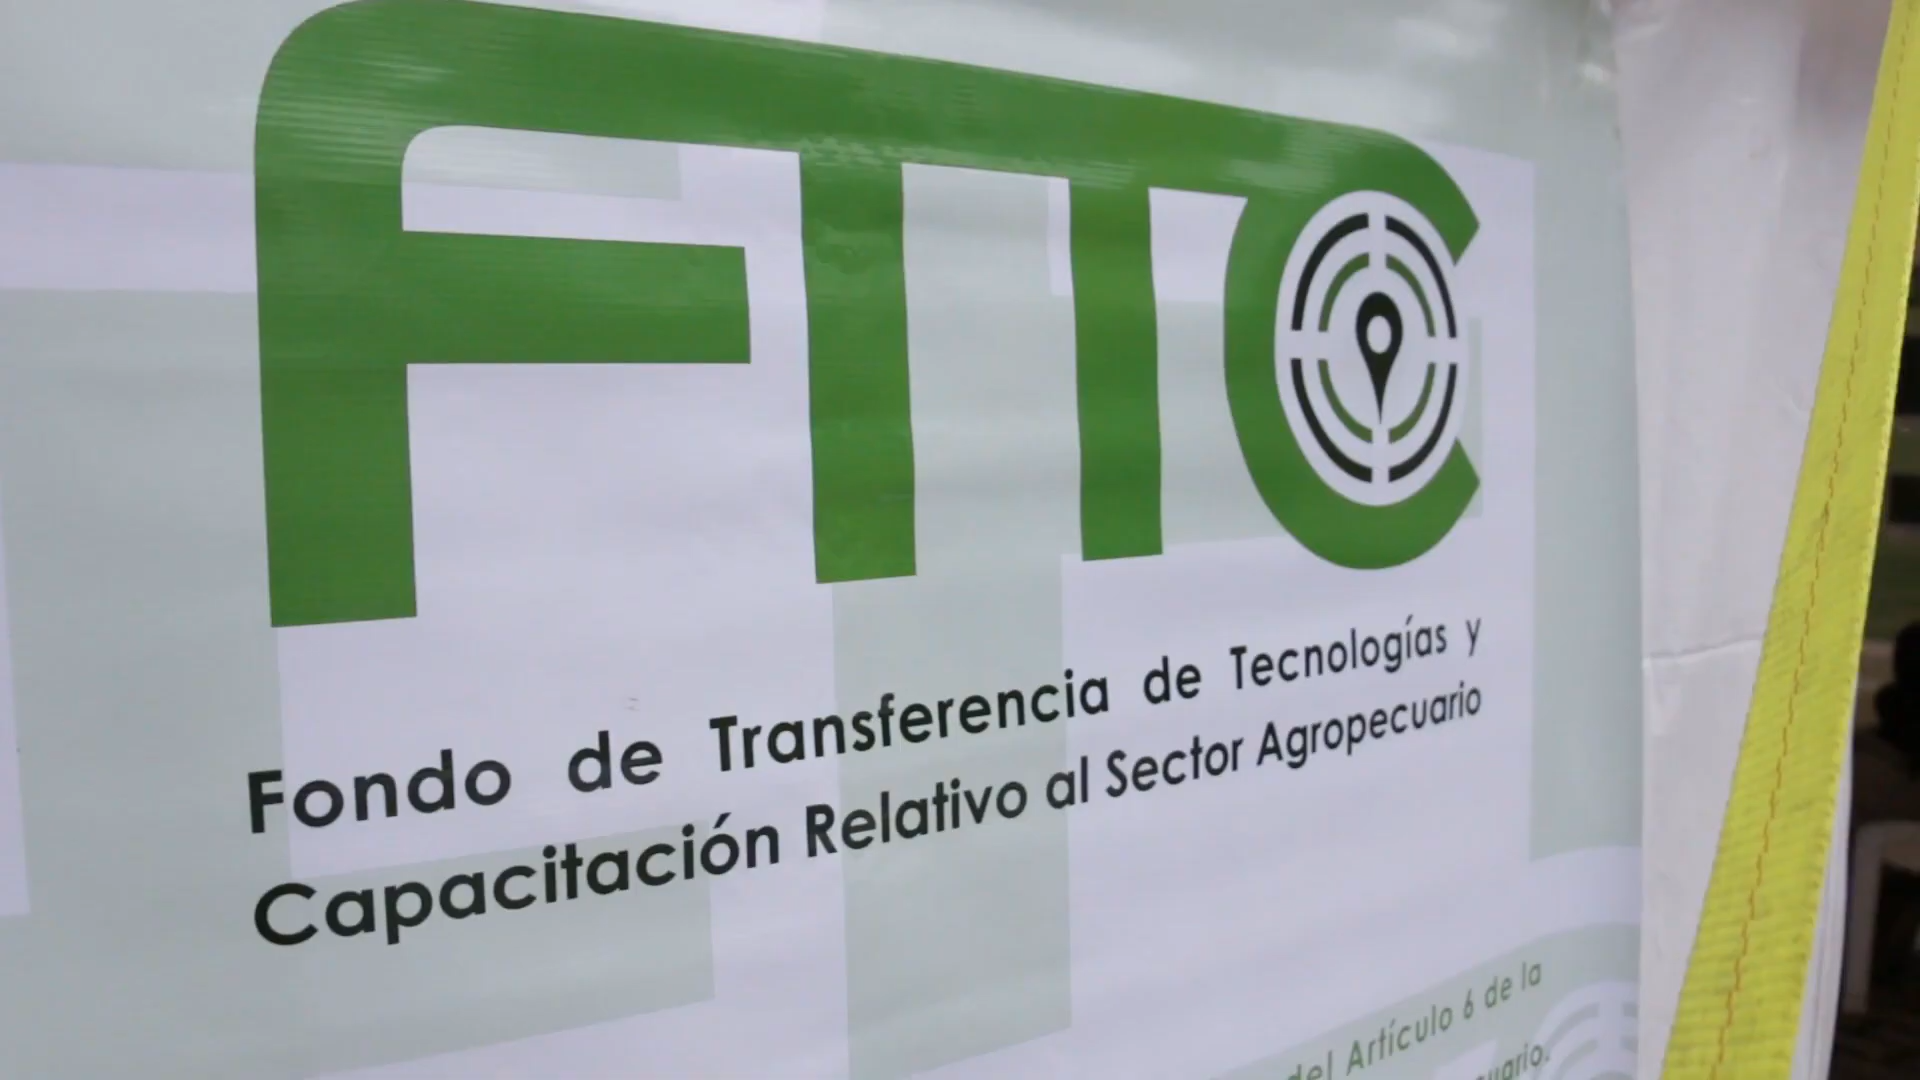 FTTC
Fondo de Transferencia de Tecnologías y
Capacitación Relativo al Sector Agropecuario
del Artículo 6 de la